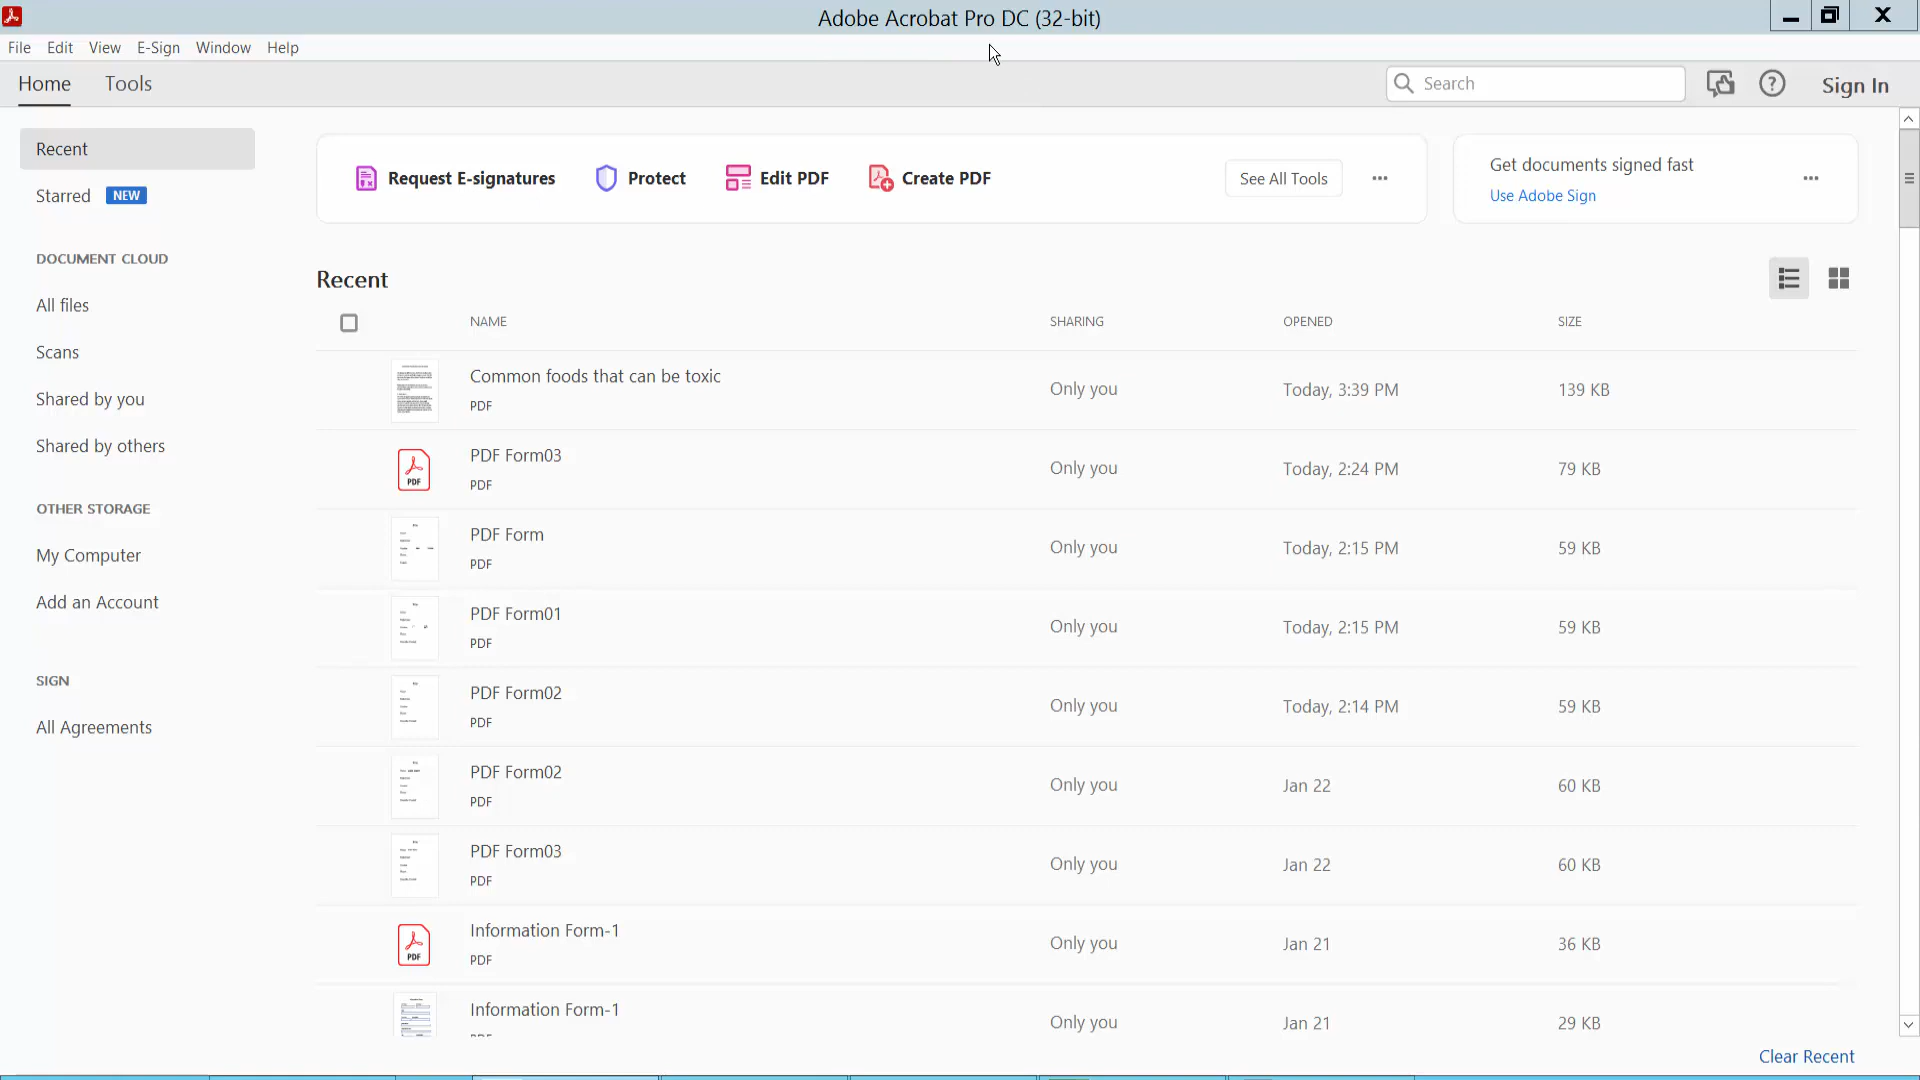 Adobe Acrobat Pro DC (32-bit)
File Edit View E-Sign Window Help
Home Tools
Search
Sign In
Recent
Starred NEW
DOCUMENT CLOUD
All files
Scans
Shared by you
Shared by others
OTHER STORAGE
My Computer
Add an Account
SIGN
All Agreements
Request E-signatures Protect Edit PDF Create PDF See All Tools
Get documents signed fast
Use Adobe Sign
Recent
NAME SHARING OPENED SIZE
Common foods that can be toxic
PDF
Only you Today, 3:39 PM 139 KB
PDF Form03
PDF
PDF
Only you Today, 2:24 PM 79 KB
PDF Form
PDF
Only you Today, 2:15 PM 59 KB
PDF Form01
PDF
Only you Today, 2:15 PM 59 KB
PDF Form02
PDF
Only you Today, 2:14 PM 59 KB
PDF Form02
PDF
Only you Jan 22 60 KB
PDF Form03
PDF
Only you Jan 22 60 KB
Information Form-1
PDF
PDF
Only you Jan 21 36 KB
Information Form-1
Only you Jan 21 29 KB
Clear Recent